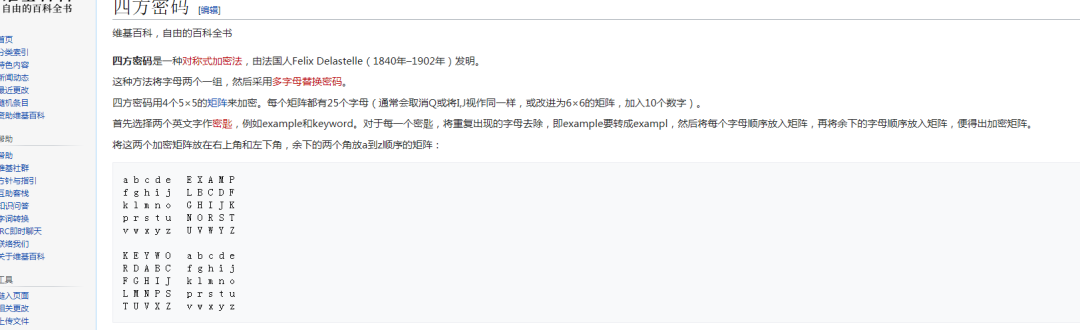 自由的百科全书
首页
分类索引
特色内容
新闻动态
最近更改
随机条目
资助维基百科
帮助
帮助
维基社群
方针与指引
互助客栈
知识问答
字词转换
IRC即时聊天
联络我们
关于维基百科
工具
链入页面
相关更改
上传文件
四方密码 [编辑]
维基百科，自由的百科全书
四方密码是一种对称式加密法，由法国人Felix Delastelle（1840年–1902年）发明。
这种方法将字母两个一组，然后采用多字母替换密码。
四方密码用4个5×5的矩阵来加密。每个矩阵都有25个字母（通常会取消Q或将I,J视作同一样，或改进为6×6的矩阵，加入10个数字）。
首先选择两个英文字作密匙，例如example和keyword。对于每一个密匙，将重复出现的字母去除，即example要转成exampl，然后将每个字母顺序放入矩阵，再将余下的字母顺序放入矩阵，便得出加密矩阵。
将这两个加密矩阵放在右上角和左下角，余下的两个角放a到z顺序的矩阵：
a b c d e E X A M P
f g h i j L B C D F
k l m n o G H I J K
p r s t u N O R S T
v w x y z U V W Y Z
K E Y W O a b c d e
R D A B C f g h i j
F G H I J k l m n o
L M N P S p r s t u
T U V X Z v w x y z